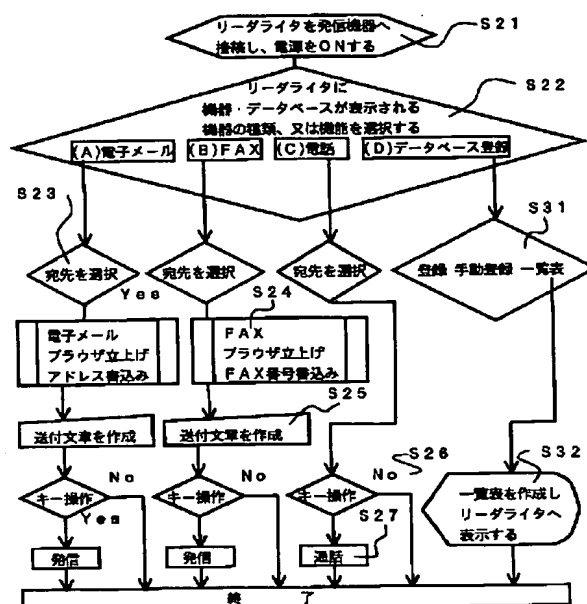 リーダライタを発信機器へ
接続し、電源をONする
S21
リーダライタに
機器・データベースが表示される
機器の種類、又は機能を選択する
S22
(A)電子メール
(B)FAX
(C)電話
(D)データベース登録
S23
S31
宛先を選択
宛先を選択
宛先を選択
登録 手動登録 一覧表
Yes
S24
電子メール
ブラウザ立上げ
アドレス書込み
FAX
ブラウザ立上げ
FAX番号書込み
S25
送付文章を作成
送付文章を作成
S26
S32
キー操作
No
キー操作
No
キー操作
No
一覧表を作成し
リーダライタへ
表示する
Yes
S27
発信
発信
通話
終 了